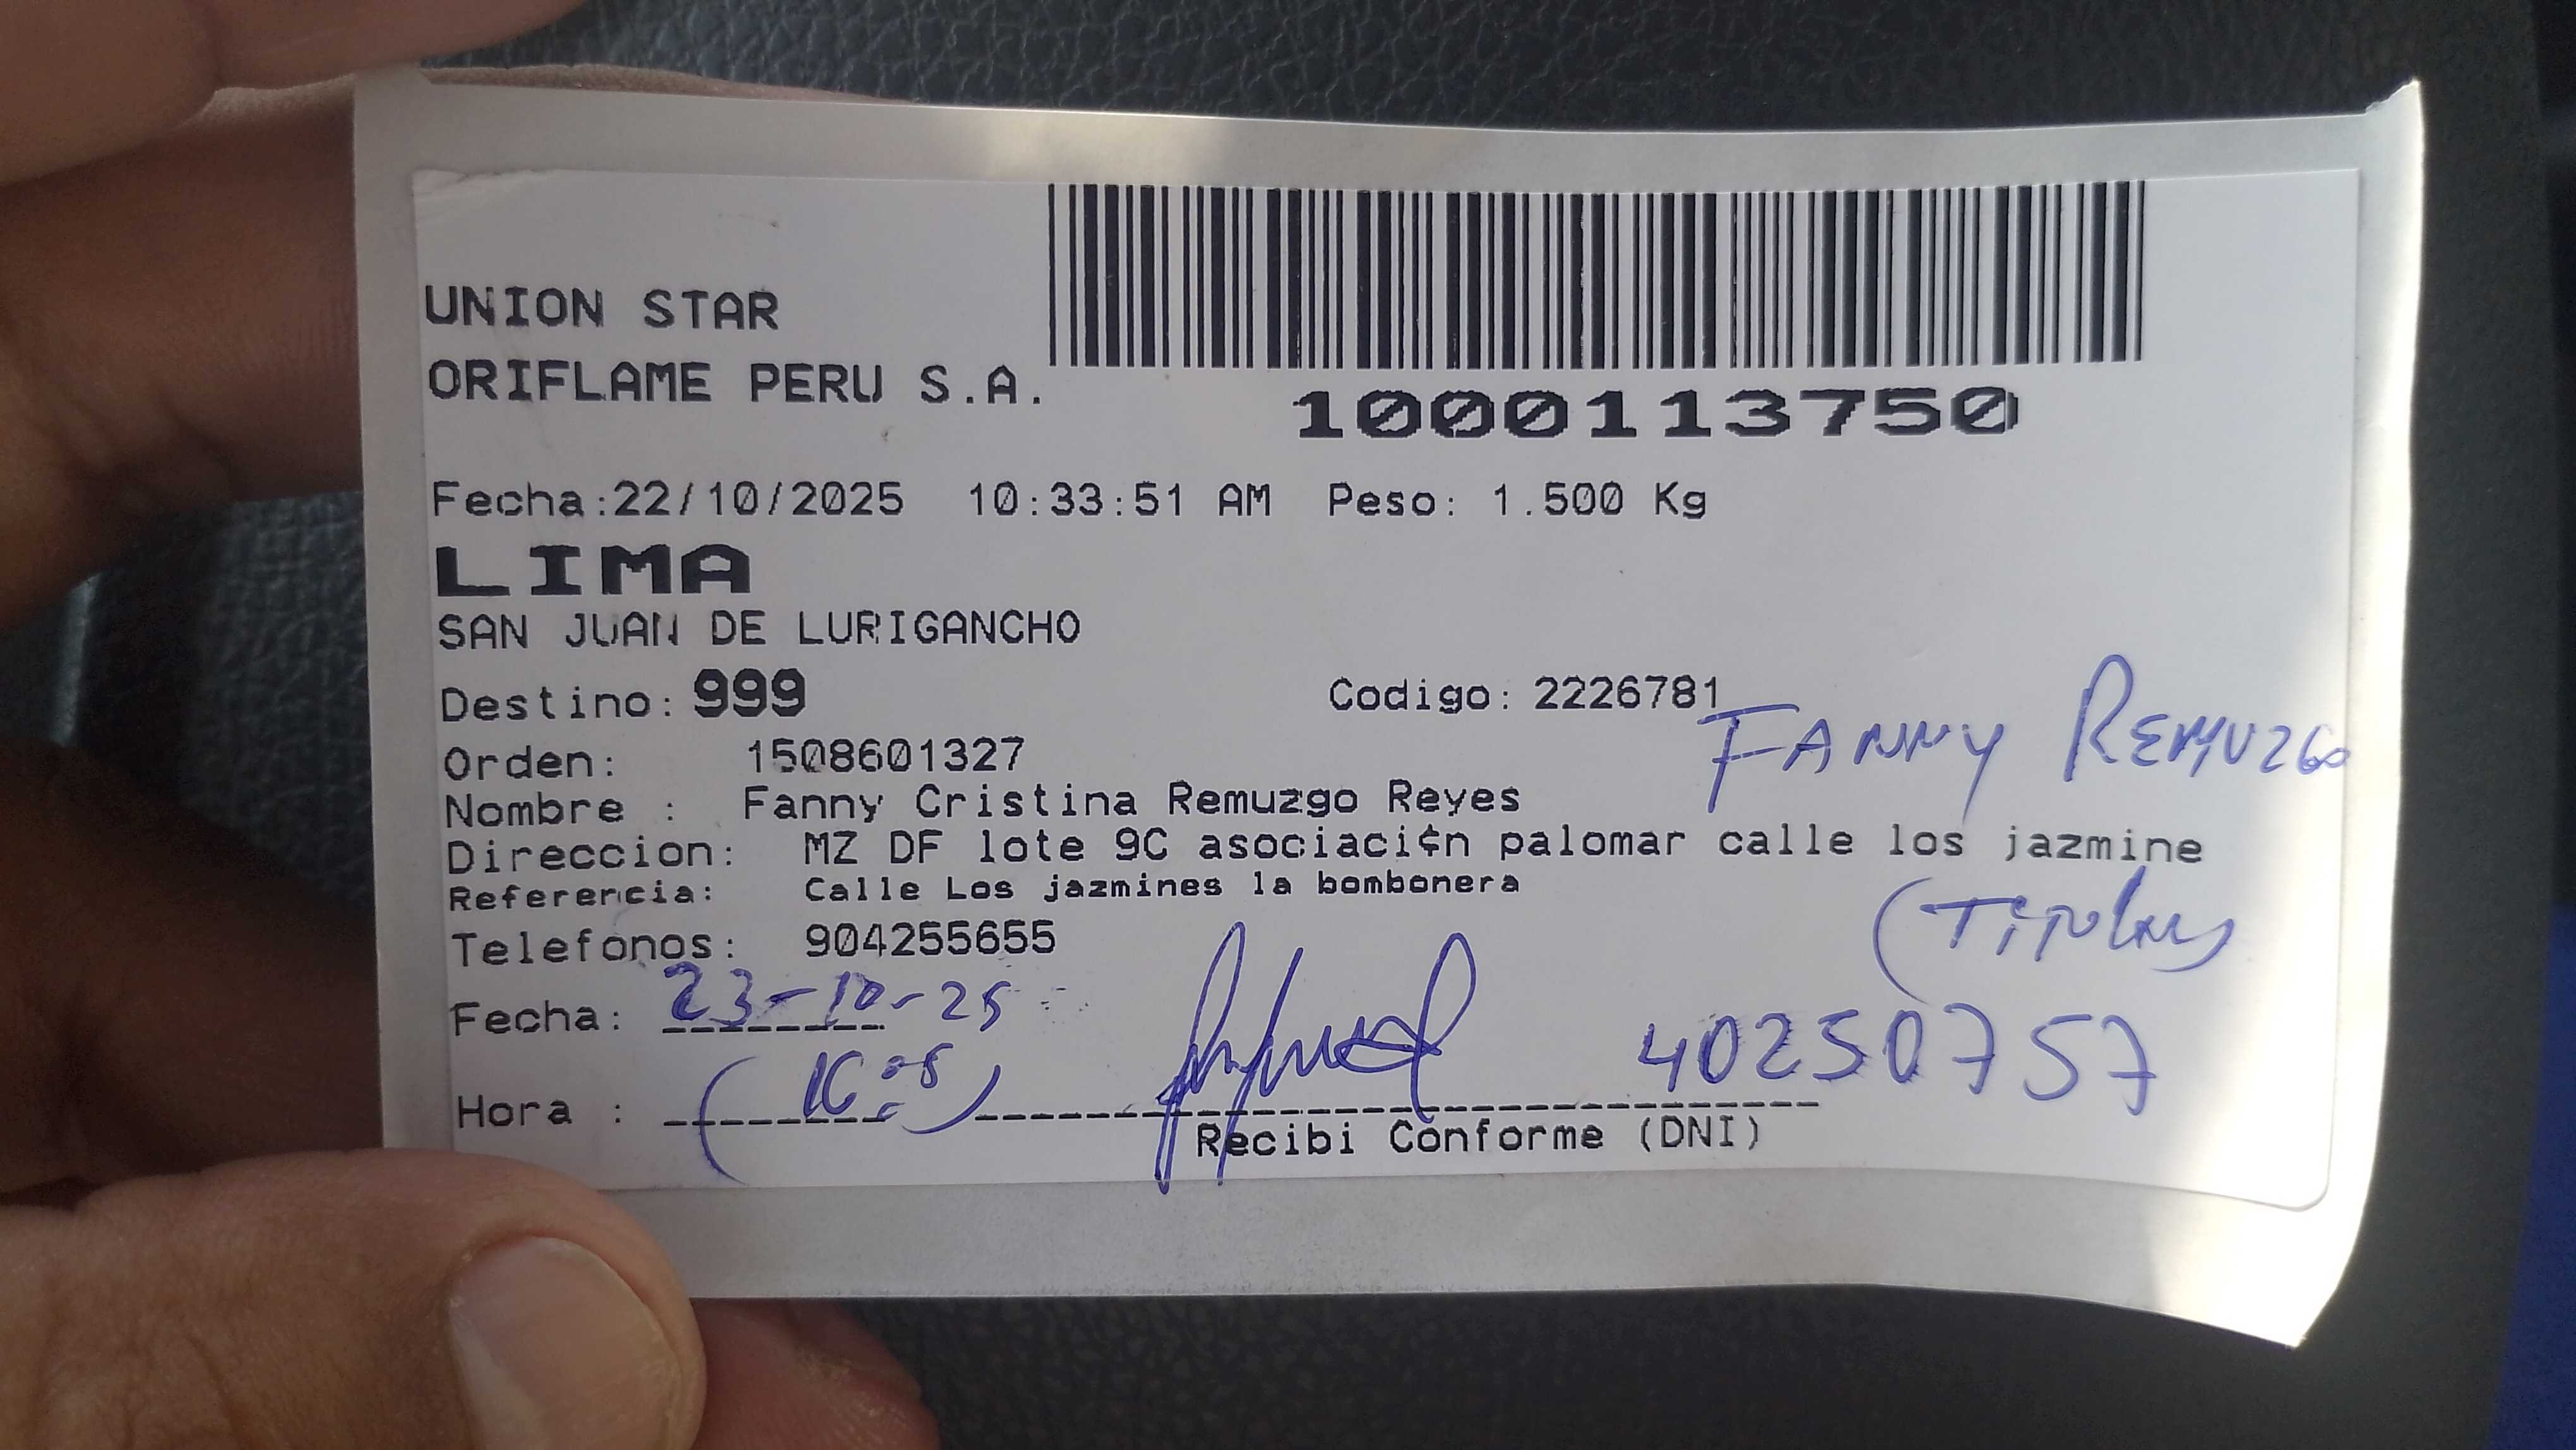 UNION STAR
ORIFLAME PERU S.A.
1000113750
Fecha:22/10/2025 10:33:51 AM Peso: 1.500 Kg
LIMA
SAN JUAN DE LURIGANCHO
Destino: 999 Codigo: 2226781
FANNY REMUZGO
Orden: 1508601327
Nombre : Fanny Cristina Remuzgo Reyes
Direccion: MZ DF lote 9C asociaci¢n palomar calle los jazmine
Referencia: Calle Los jazmines la bombonera
(Titular)
Telefonos: 904255655
Fecha: 23-10-25
40250757
Hora : (16:05)
Recibi Conforme (DNI)